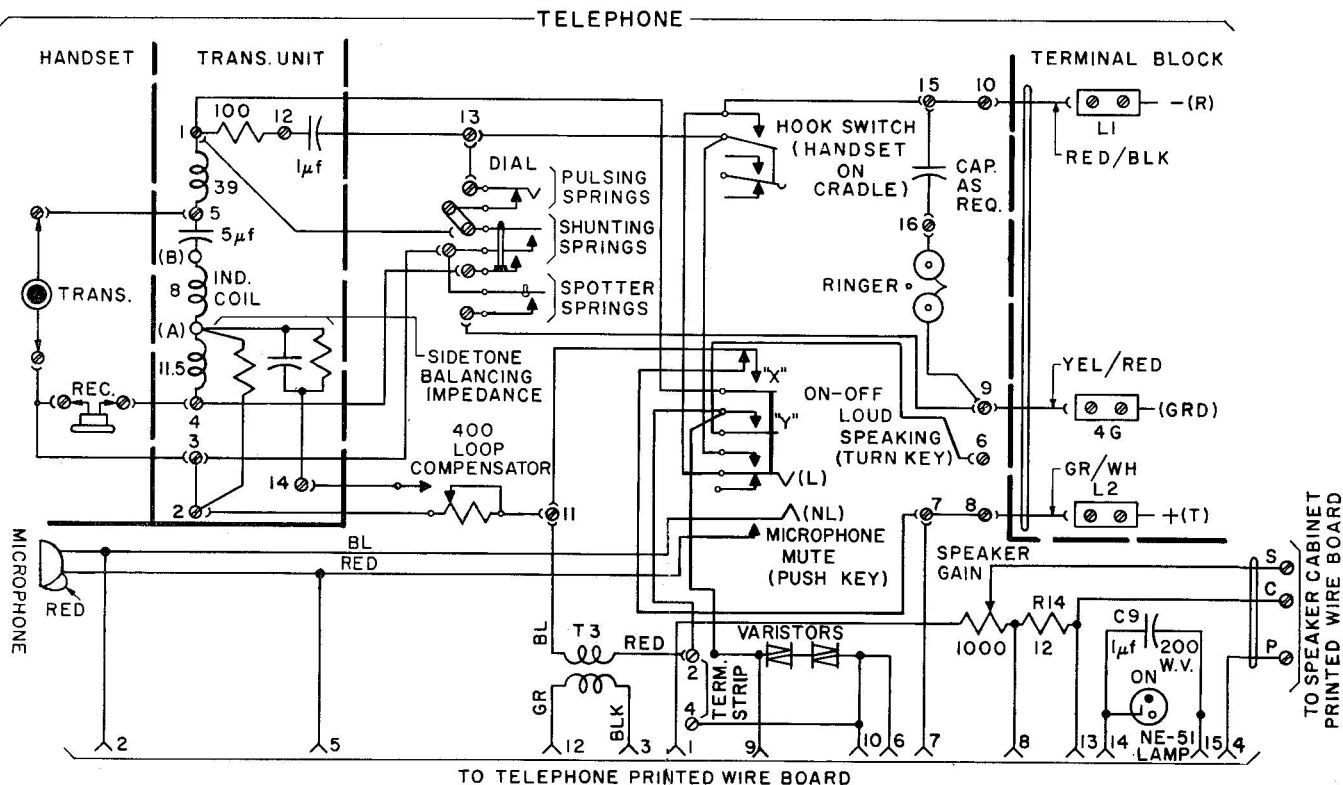 TELEPHONE
HANDSET
TRANS. UNIT
TERMINAL BLOCK
1
100
12
1µf
13
15
10
-(R)
L1
RED/BLK
HOOK SWITCH
(HANDSET
ON
CRADLE)
CAP.
AS
REQ.
DIAL
PULSING
SPRINGS
SHUNTING
SPRINGS
SPOTTER
SPRINGS
39
5
5µf
(B)
8
IND.
COIL
(A)
11.5
TRANS.
REC.
4
3
2
14
SIDETONE
BALANCING
IMPEDANCE
400
LOOP
COMPENSATOR
11
16
RINGER
"X"
"Y"
ON-OFF
LOUD
SPEAKING
(TURN KEY)
(L)
(NL)
MICROPHONE
MUTE
(PUSH KEY)
9
6
7
8
YEL/RED
(GRD)
4G
GR/WH
L2
+(T)
MICROPHONE
RED
BL
RED
BL
T3
RED
GR
BLK
2
4
TERM.
STRIP
VARISTORS
SPEAKER
GAIN
1000
R14
12
C9
1µf
200
W.V.
ON
NE-51
LAMP
S
C
P
TO SPEAKER CABINET
PRINTED WIRE BOARD
2
5
12
3
1
9
10
6
7
8
13
14
15
4
TO TELEPHONE PRINTED WIRE BOARD